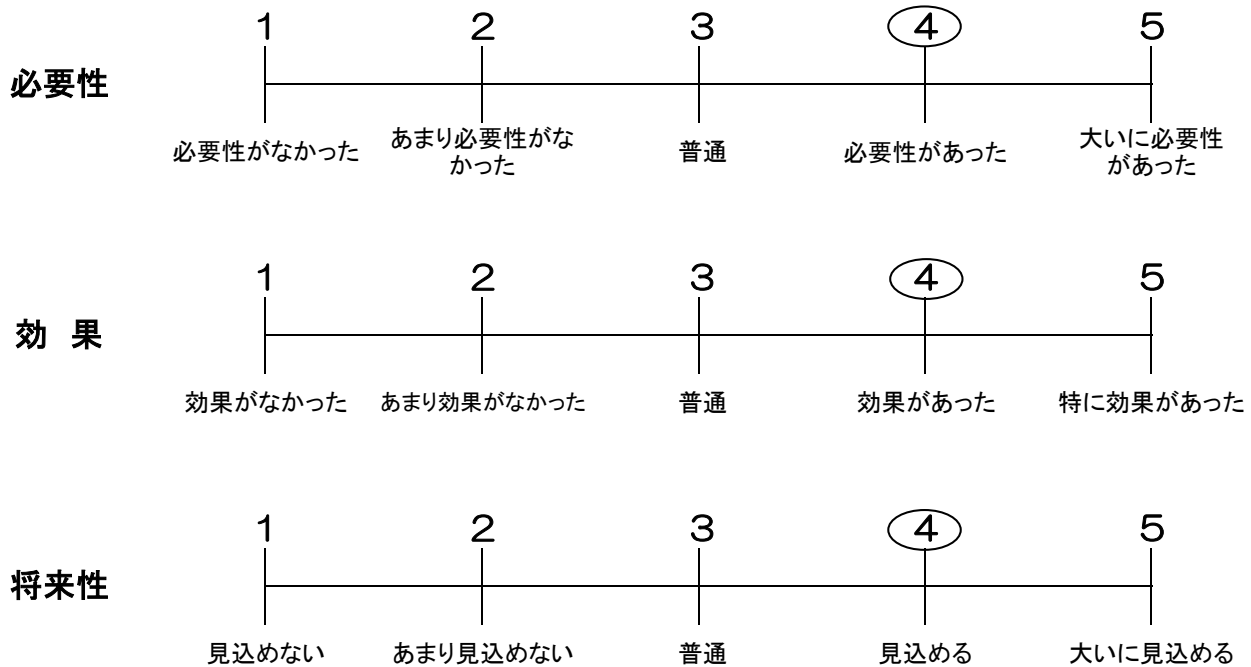 1 2 3 4 5
必要性
必要性がなかった あまり必要性がな 普通 必要性があった 大いに必要性
かった があった
1 2 3 4 5
効 果
効果がなかった あまり効果がなかった 普通 効果があった 特に効果があった
1 2 3 4 5
将来性
見込めない あまり見込めない 普通 見込める 大いに見込める